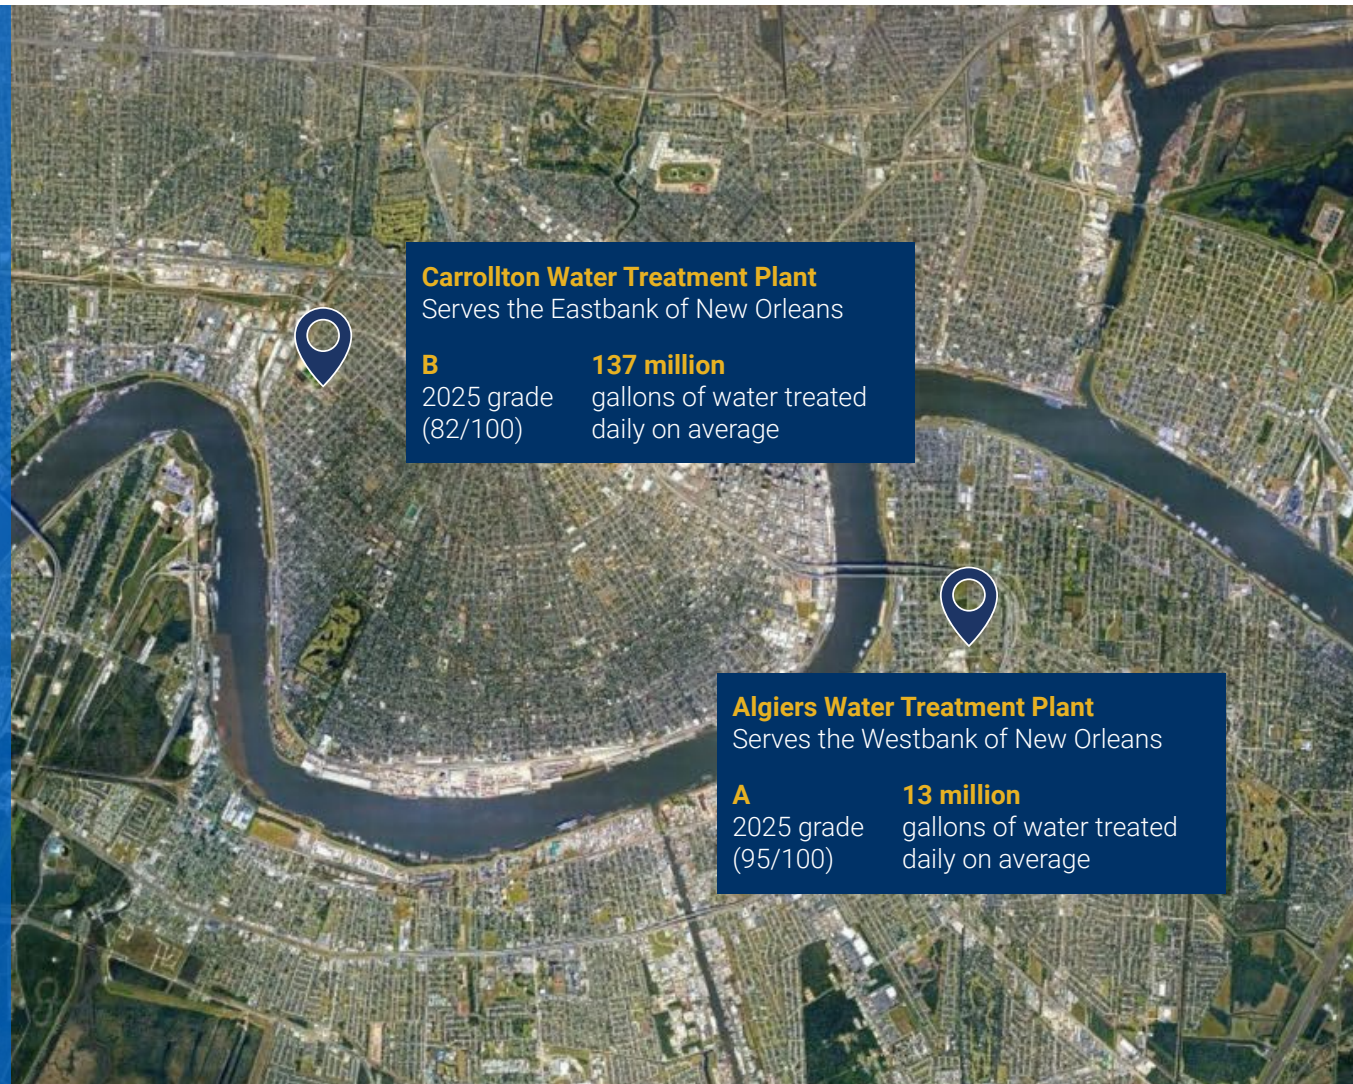 Carrollton Water Treatment Plant
Serves the Eastbank of New Orleans
B
2025 grade
(82/100)
137 million
gallons of water treated
daily on average
Algiers Water Treatment Plant
Serves the Westbank of New Orleans
A
2025 grade
(95/100)
13 million
gallons of water treated
daily on average